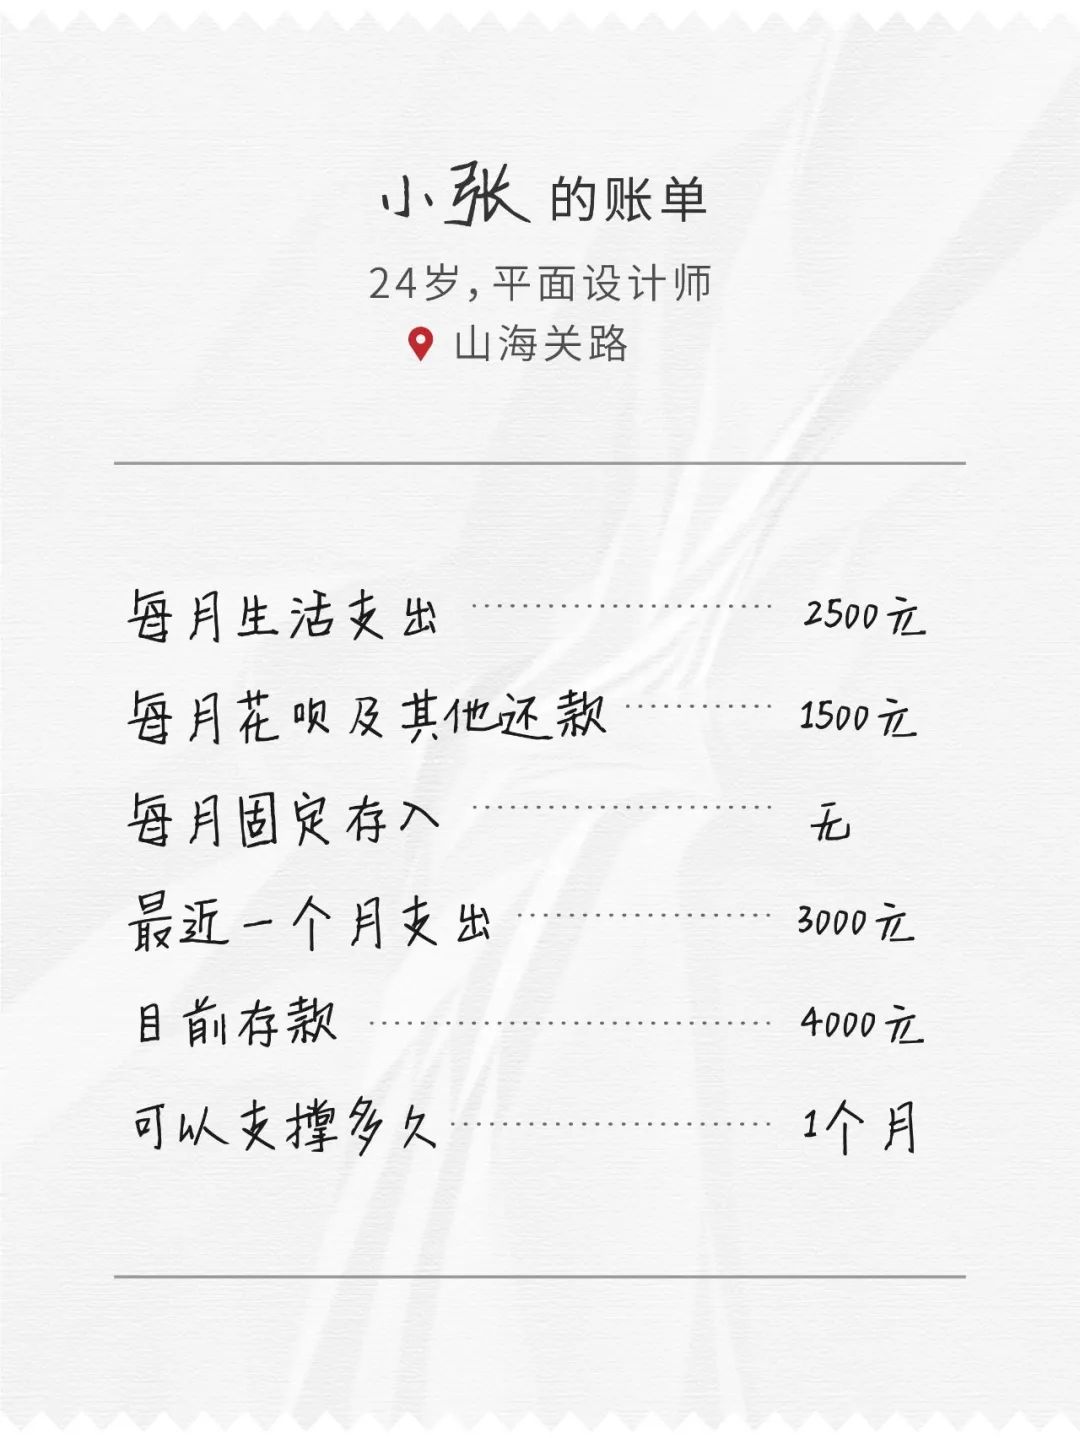 小张的账单
24岁，平面设计师
山海关路
每月生活支出 2500元
每月花呗及其他还款 1500元
每月固定存入 无
最近一个月支出 3000元
目前存款 4000元
可以支撑多久 1个月